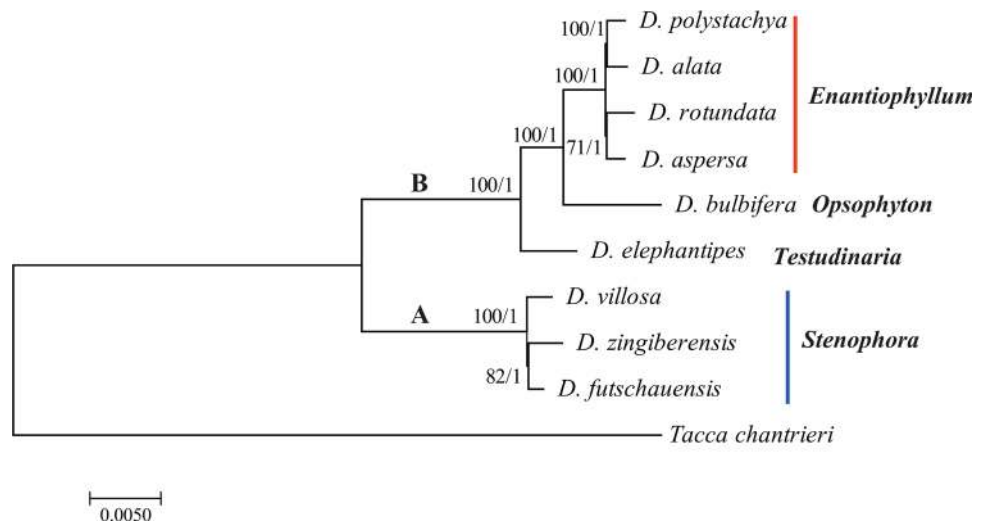 100/1 D. polystachya
100/1 D. alata
Enantiophyllum
D. rotundata
100/1
71/1 D. aspersa
B 100/1
D. bulbifera Opsophyton
D. elephantipes Testudinaria
D. villosa
A 100/1
D. zingiberensis Stenophora
82/1
D. futschauensis
Tacca chantrieri
0.0050